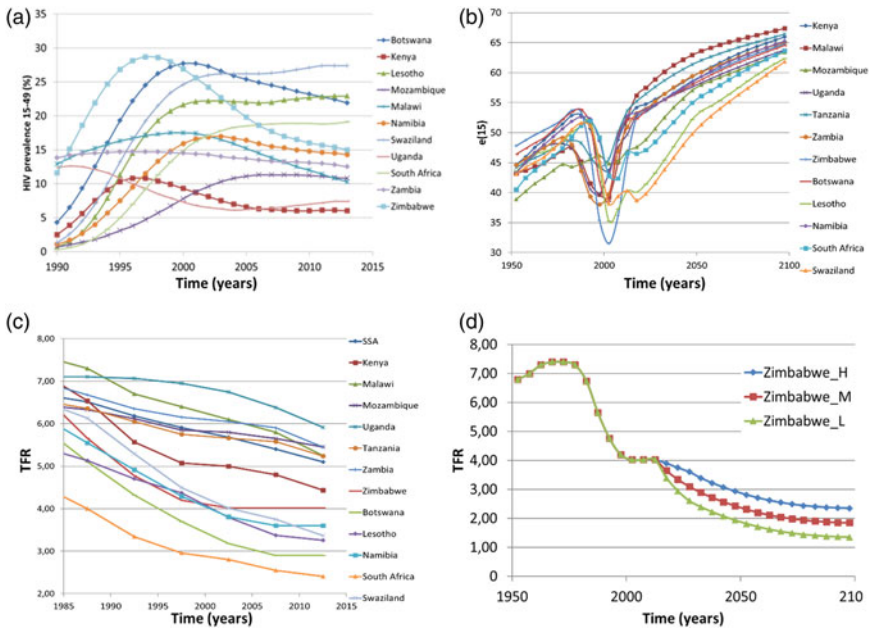 (a)
HIV prevalence 15-49 (%)
35
30
25
20
15
10
5
0
1990
1995
2000
2005
2010
2015
Time (years)
Botswana
Kenya
Lesotho
Mozambique
Malawi
Namibia
Swaziland
Uganda
South Africa
Zambia
Zimbabwe
(b)
e(15)
70
65
60
55
50
45
40
35
30
1950
2000
2050
2100
Time (years)
Kenya
Malawi
Mozambique
Uganda
Tanzania
Zambia
Zimbabwe
Botswana
Lesotho
Namibia
South Africa
Swaziland
(c)
TFR
8,00
7,00
6,00
5,00
4,00
3,00
2,00
1985
1990
1995
2000
2005
2010
2015
Time (years)
SSA
Kenya
Malawi
Mozambique
Uganda
Tanzania
Zambia
Zimbabwe
Botswana
Lesotho
Namibia
South Africa
Swaziland
(d)
TFR
8,00
7,00
6,00
5,00
4,00
3,00
2,00
1,00
1950
2000
2050
210
Time (years)
Zimbabwe_H
Zimbabwe_M
Zimbabwe_L